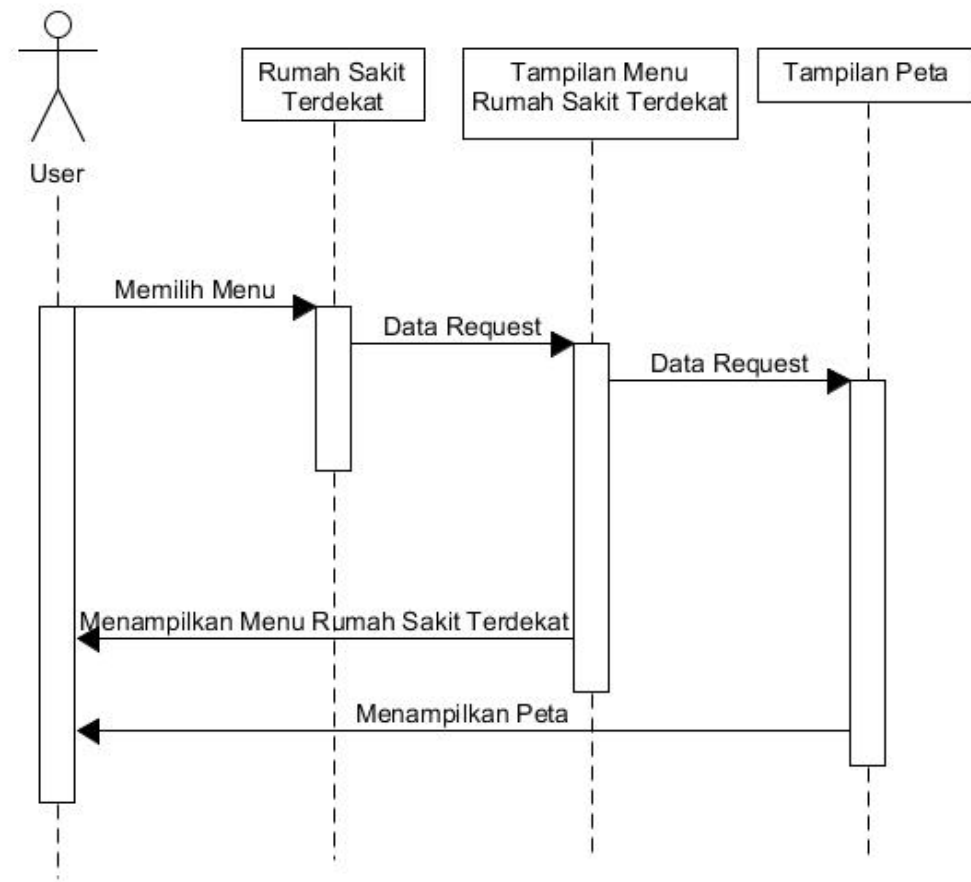 User
Rumah Sakit
Terdekat
Tampilan Menu
Rumah Sakit Terdekat
Tampilan Peta
Memilih Menu
Data Request
Data Request
Menampilkan Menu Rumah Sakit Terdekat
Menampilkan Peta